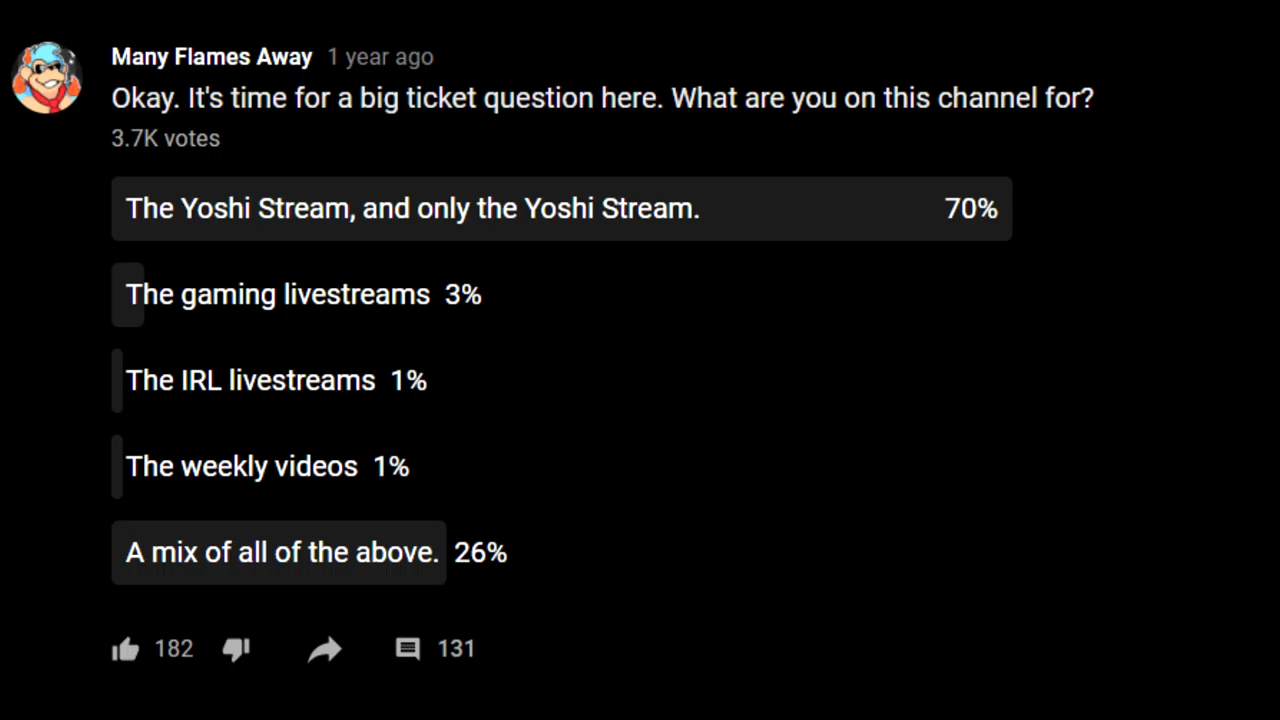 Many Flames Away 1 year ago
Okay. It's time for a big ticket question here. What are you on this channel for?
3.7K votes
The Yoshi Stream, and only the Yoshi Stream. 70%
The gaming livestreams 3%
The IRL livestreams 1%
The weekly videos 1%
A mix of all of the above. 26%
182 131